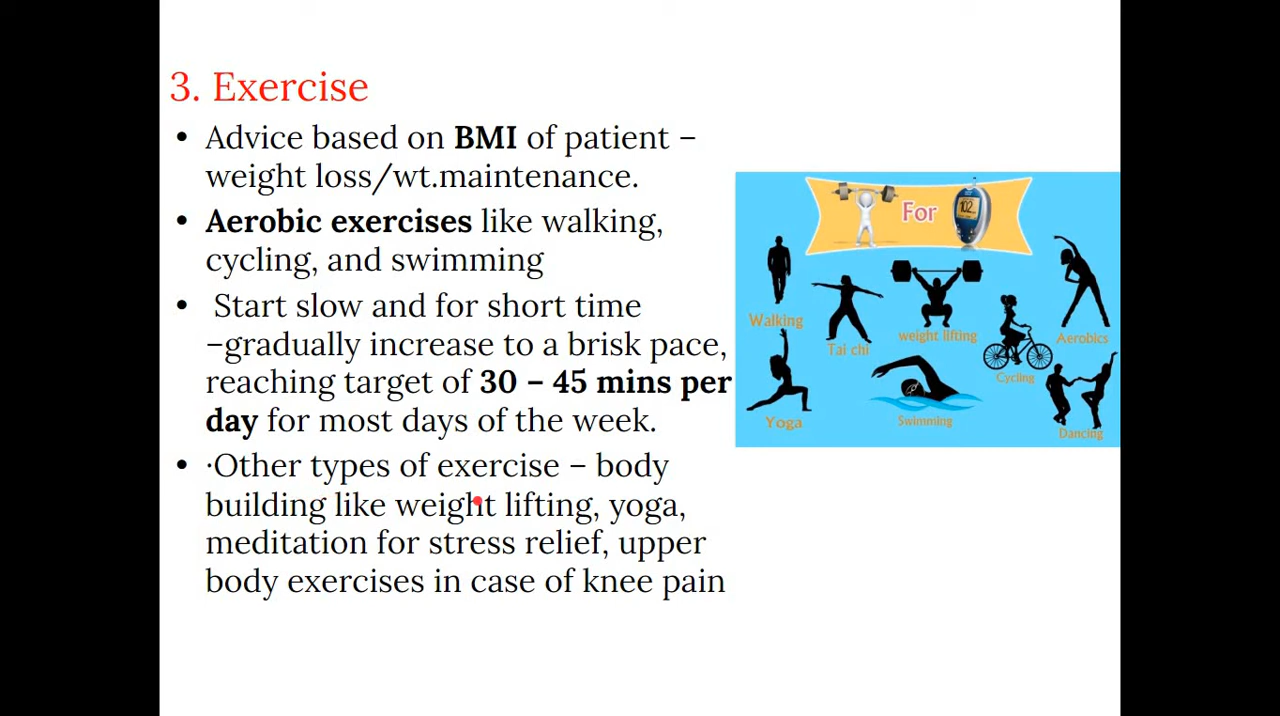 3. Exercise
• Advice based on BMI of patient –
weight loss/wt.maintenance.
• Aerobic exercises like walking,
cycling, and swimming
• Start slow and for short time
–gradually increase to a brisk pace,
reaching target of 30 – 45 mins per
day for most days of the week.
• ·Other types of exercise – body
building like weight lifting, yoga,
meditation for stress relief, upper
body exercises in case of knee pain
For
102
Walking
Tai chi
weight lifting
Cycling
Aerobics
Yoga
Swimming
Dancing